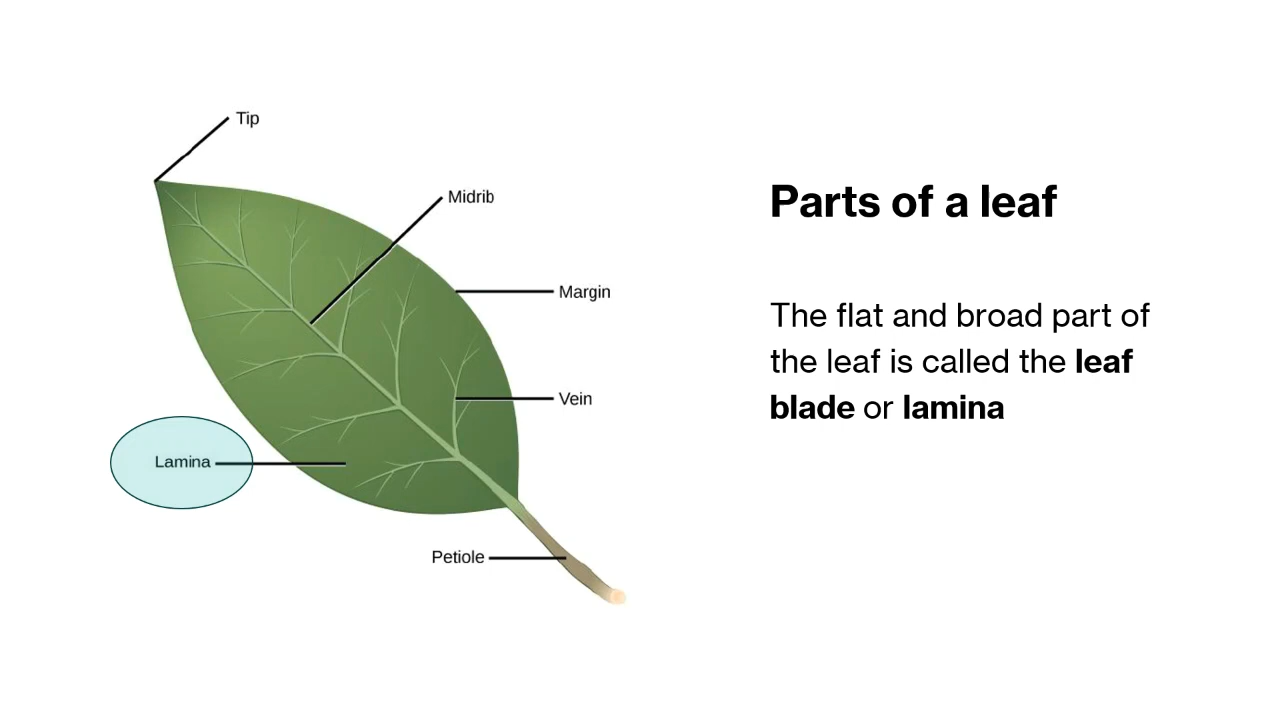 Tip
Midrib
Margin
Vein
Lamina
Petiole
Parts of a leaf
The flat and broad part of
the leaf is called the leaf
blade or lamina